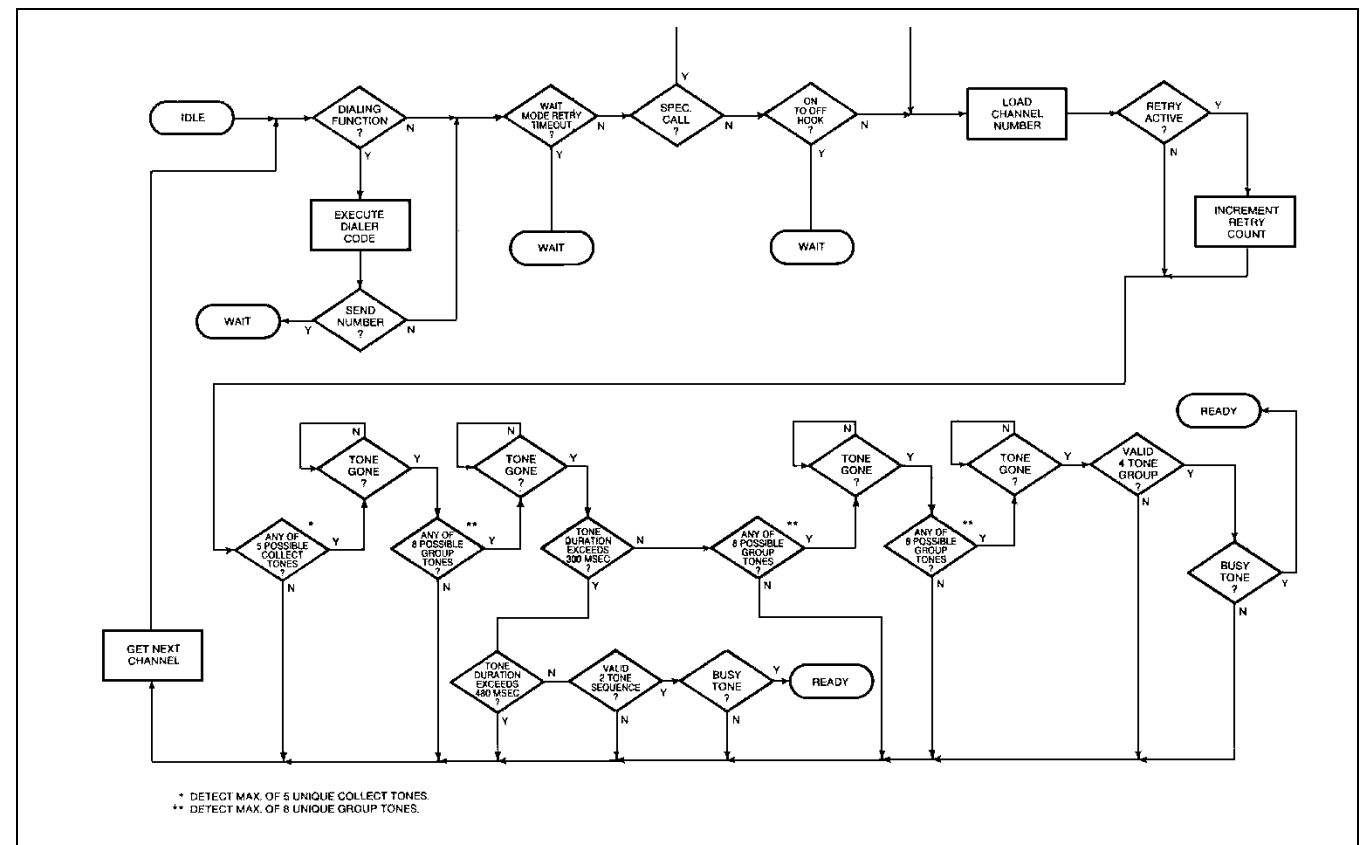 IDLE
DIALING
FUNCTION
?
N
Y
WAIT
MODE RETRY
TIMEOUT
?
N
Y
Y
SPEC.
CALL
?
N
ON
TO OFF
HOOK
?
N
Y
LOAD
CHANNEL
NUMBER
RETRY
ACTIVE
?
Y
N
EXECUTE
DIALER
CODE
WAIT
WAIT
INCREMENT
RETRY
COUNT
WAIT
Y
SEND
NUMBER
?
N
READY
N
TONE
GONE
?
Y
N
TONE
GONE
?
Y
N
TONE
GONE
?
Y
N
TONE
GONE
?
Y
VALID
4 TONE
GROUP
?
Y
N
*
ANY OF
5 POSSIBLE
COLLECT
TONES
?
Y
N
**
ANY OF
8 POSSIBLE
GROUP
TONES
?
Y
N
TONE
DURATION
EXCEEDS
300 MSEC
?
N
Y
**
ANY OF
8 POSSIBLE
GROUP
TONES
?
Y
N
**
ANY OF
8 POSSIBLE
GROUP
TONES
?
Y
N
BUSY
TONE
?
Y
N
GET NEXT
CHANNEL
TONE
DURATION
EXCEEDS
480 MSEC
?
N
Y
VALID
2 TONE
SEQUENCE
?
Y
N
BUSY
TONE
?
Y
N
READY
* DETECT MAX. OF 5 UNIQUE COLLECT TONES.
** DETECT MAX. OF 8 UNIQUE GROUP TONES.